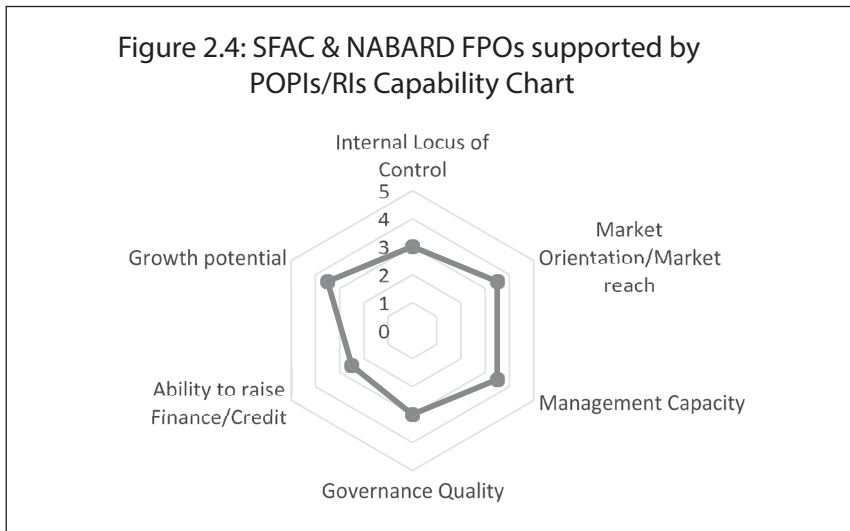 Figure 2.4: SFAC & NABARD FPOs supported by
POPIs/RIs Capability Chart
Internal Locus of
Control
5
4
3
2
1
0
Market
Orientation/Market
reach
Management Capacity
Governance Quality
Ability to raise
Finance/Credit
Growth potential